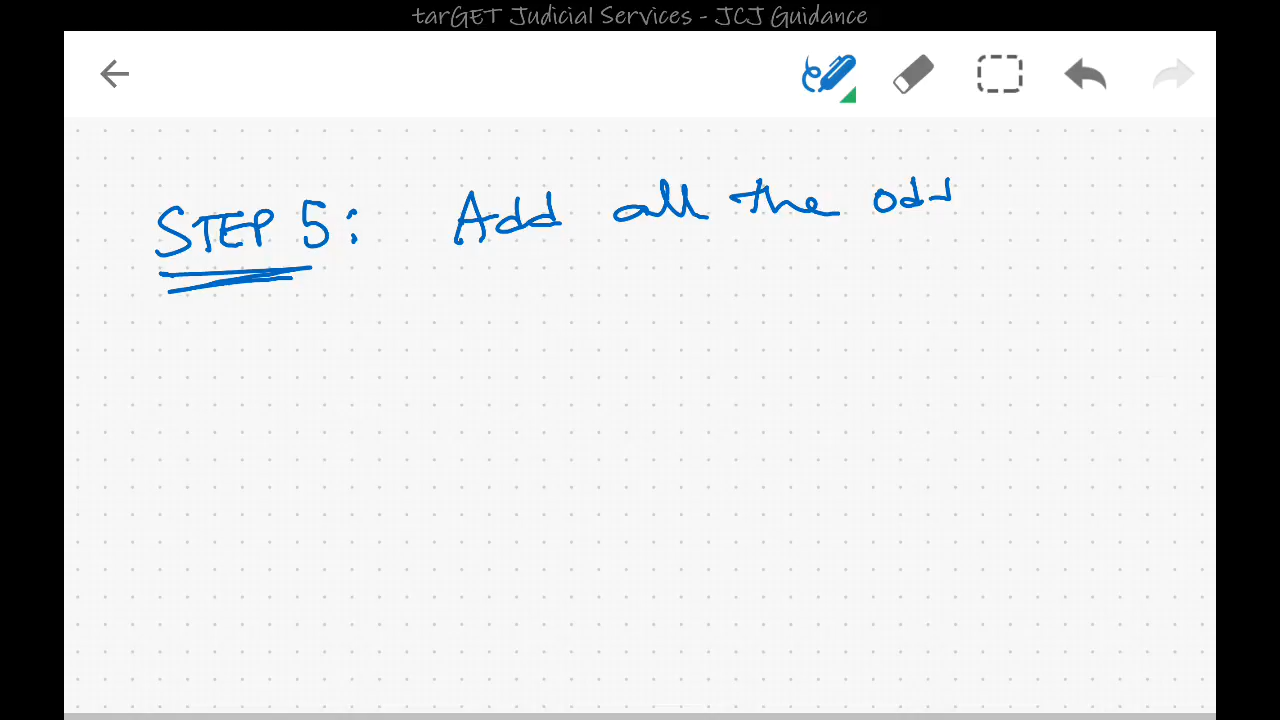 tarGET Judicial Services - JCJ Guidance
STEP 5: Add all the odd